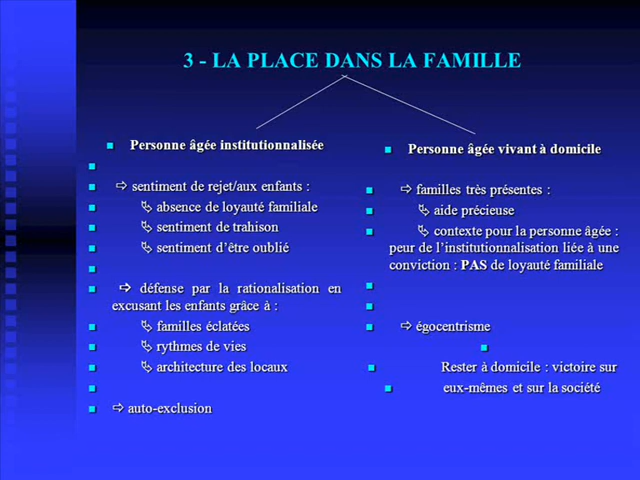 3 - LA PLACE DANS LA FAMILLE
Personne âgée institutionnalisée
⇨ sentiment de rejet/aux enfants :
absence de loyauté familiale
sentiment de trahison
sentiment d'être oublié
⇨ défense par la rationalisation en
excusant les enfants grâce à :
familles éclatées
rythmes de vies
architecture des locaux
⇨ auto-exclusion
Personne âgée vivant à domicile
⇨ familles très présentes :
aide précieuse
contexte pour la personne âgée :
peur de l'institutionnalisation liée à une
conviction : PAS de loyauté familiale
⇨ égocentrisme
Rester à domicile : victoire sur
eux-mêmes et sur la société